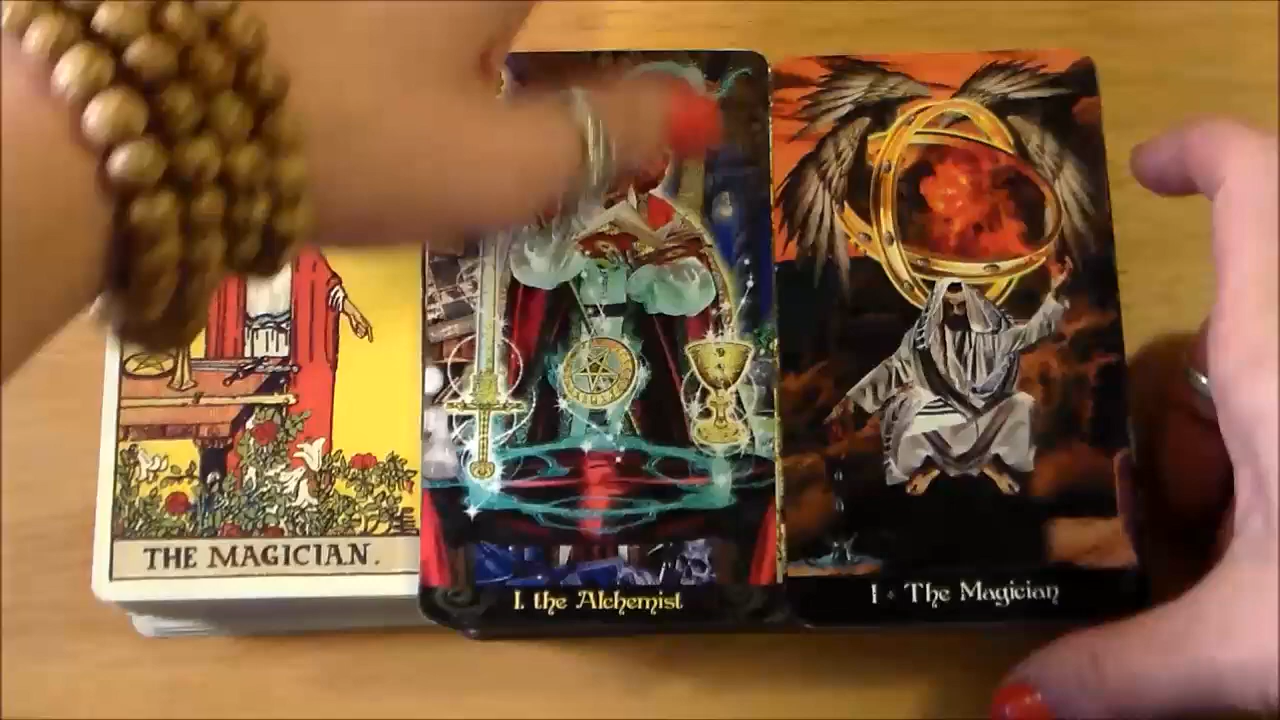 THE MAGICIAN.
I. the Alchemist
I + The Magician